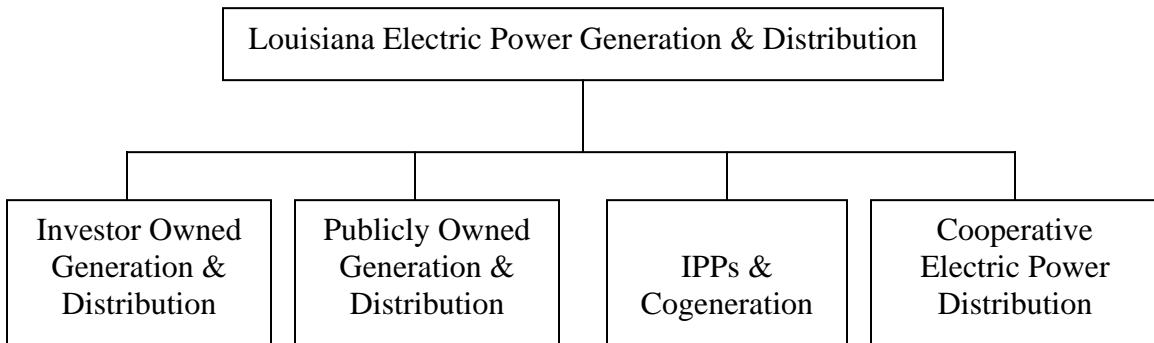 Louisiana Electric Power Generation & Distribution
Investor Owned
Generation &
Distribution
Publicly Owned
Generation &
Distribution
IPPs &
Cogeneration
Cooperative
Electric Power
Distribution